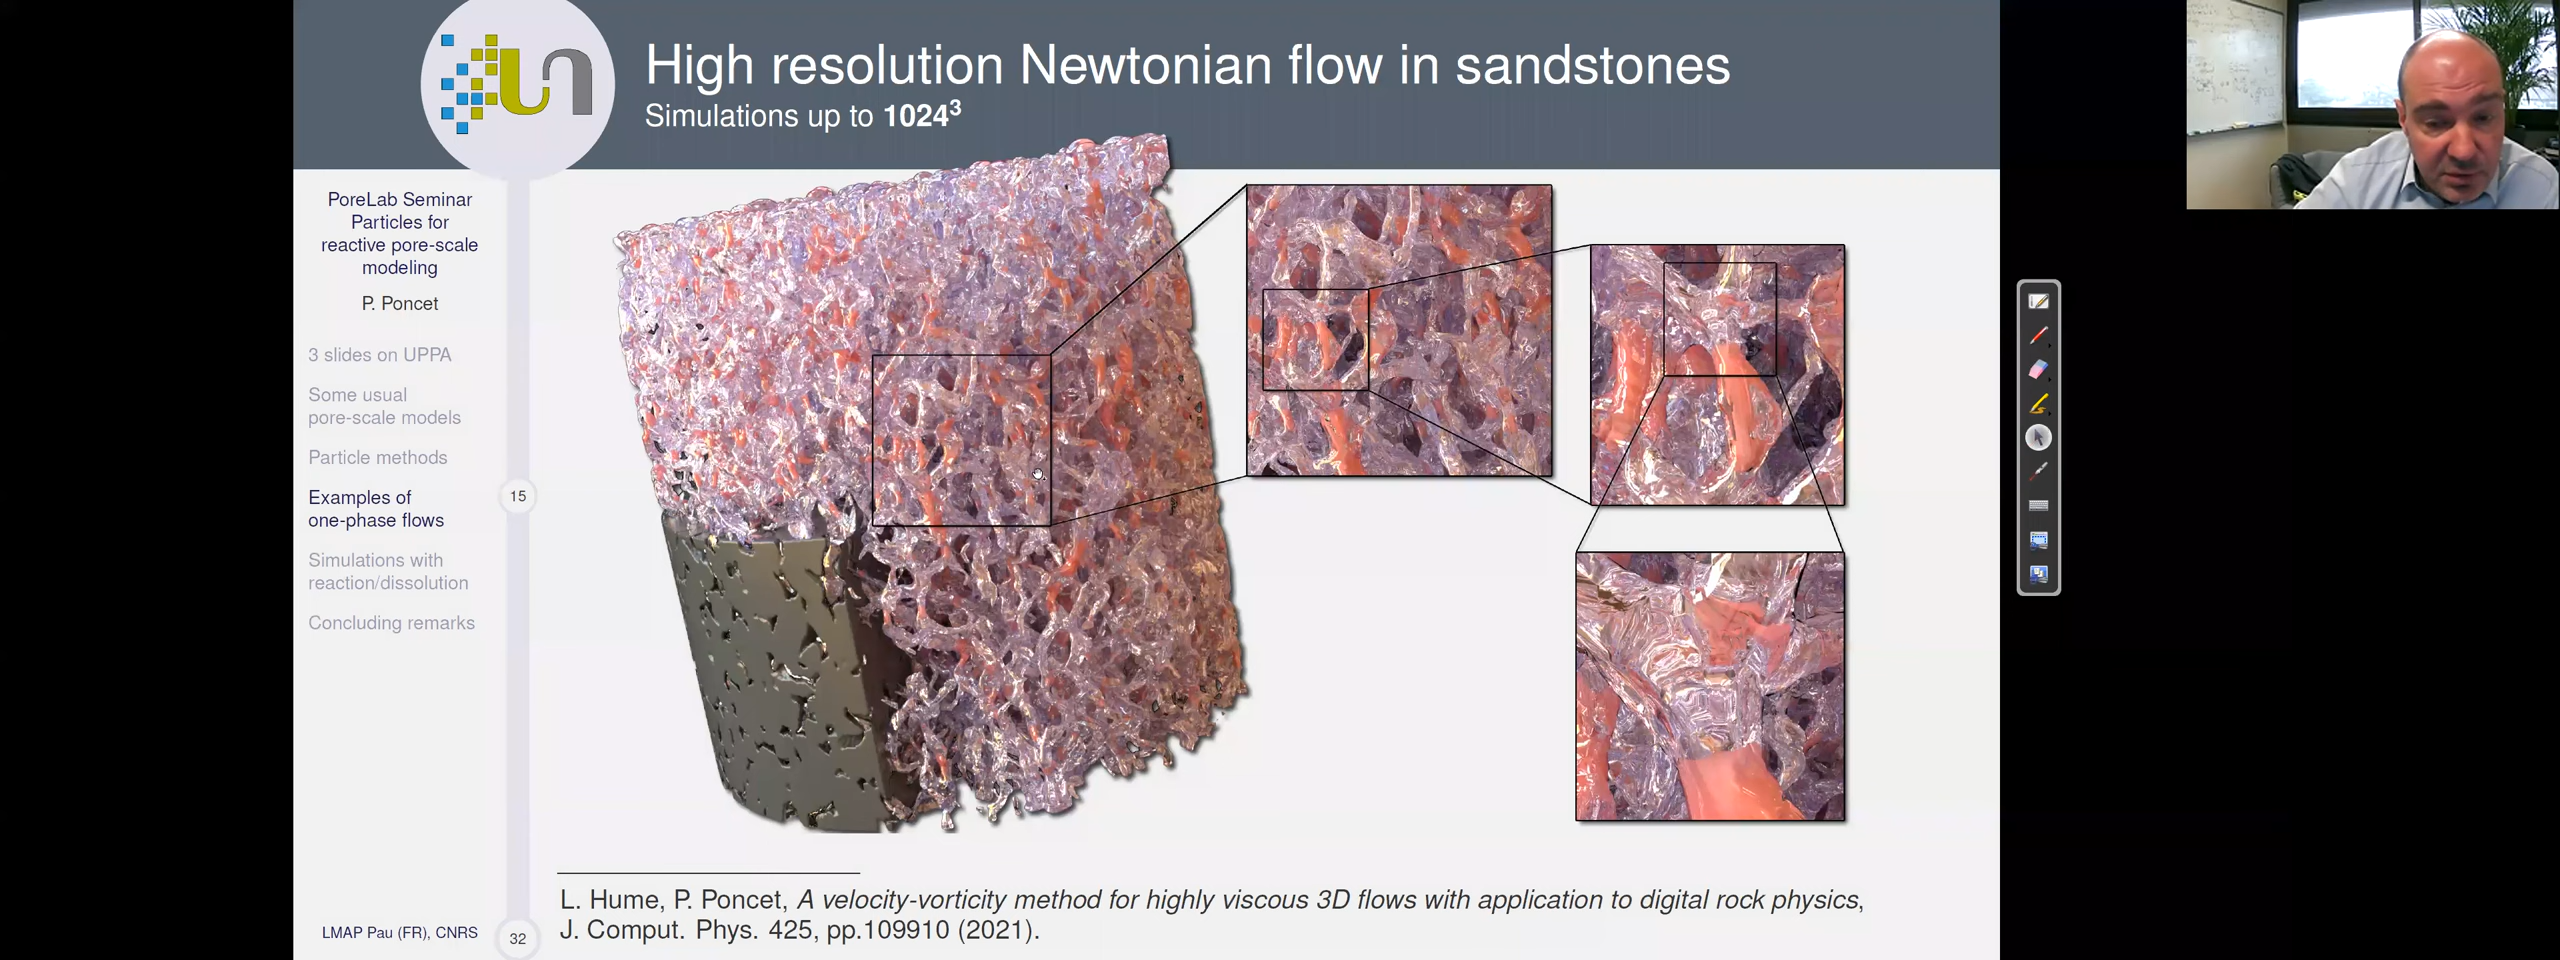 High resolution Newtonian flow in sandstones
Simulations up to 1024³
PoreLab Seminar
Particles for
reactive pore-scale
modeling
P. Poncet
3 slides on UPPA
Some usual
pore-scale models
Particle methods
Examples of
one-phase flows
15
Simulations with
reaction/dissolution
Concluding remarks
LMAP Pau (FR), CNRS
32
L. Hume, P. Poncet, A velocity-vorticity method for highly viscous 3D flows with application to digital rock physics,
J. Comput. Phys. 425, pp.109910 (2021).